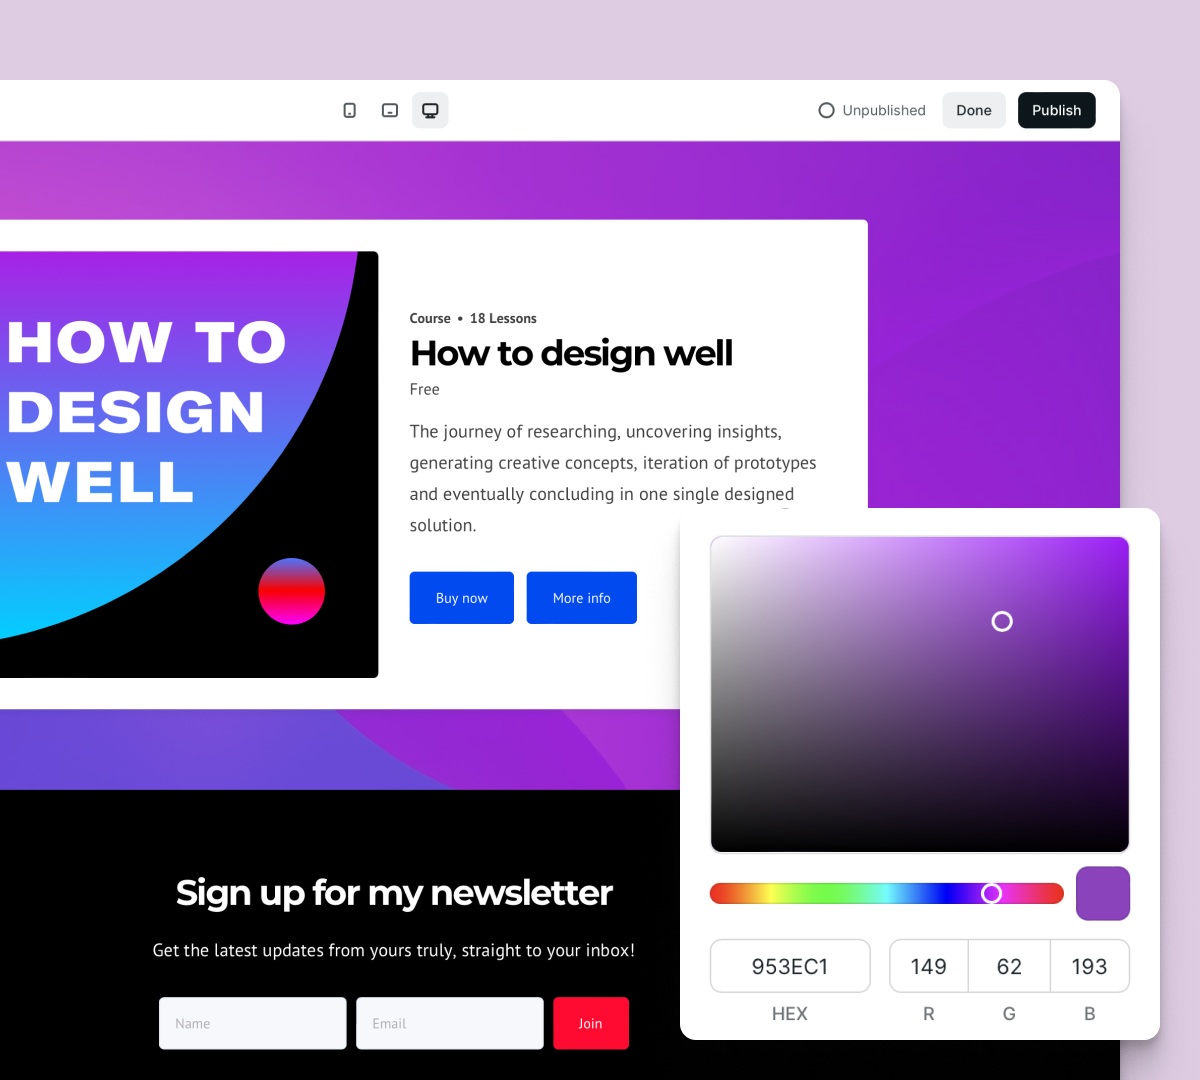 Unpublished Done Publish
HOW TO
DESIGN
WELL
Course • 18 Lessons
How to design well
Free
The journey of researching, uncovering insights,
generating creative concepts, iteration of prototypes
and eventually concluding in one single designed
solution.
Buy now More info
Sign up for my newsletter
Get the latest updates from yours truly, straight to your inbox!
Name Email Join
953EC1 149 62 193
HEX R G B